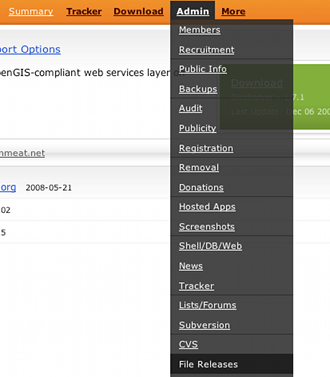 Summary Tracker Download Admin More
port Options
enGIS-compliant web services layer
Download
7.1
Dec 06 200
nmeat.net
org 2008-05-21
02
5
Members
Recruitment
Public Info
Backups
Audit
Publicity
Registration
Removal
Donations
Hosted Apps
Screenshots
Shell/DB/Web
News
Tracker
Lists/Forums
Subversion
CVS
File Releases